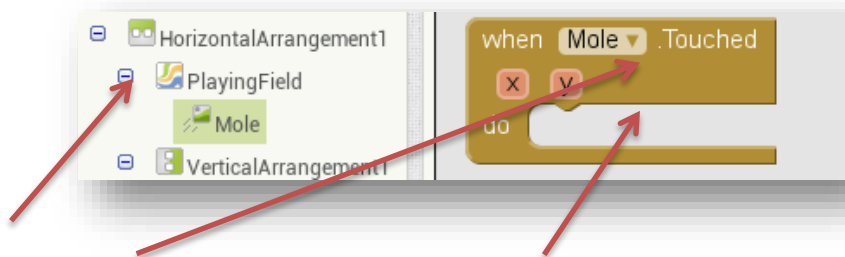 HorizontalArrangement1
PlayingField
Mole
VerticalArrangement1
when Mole .Touched
x y
do